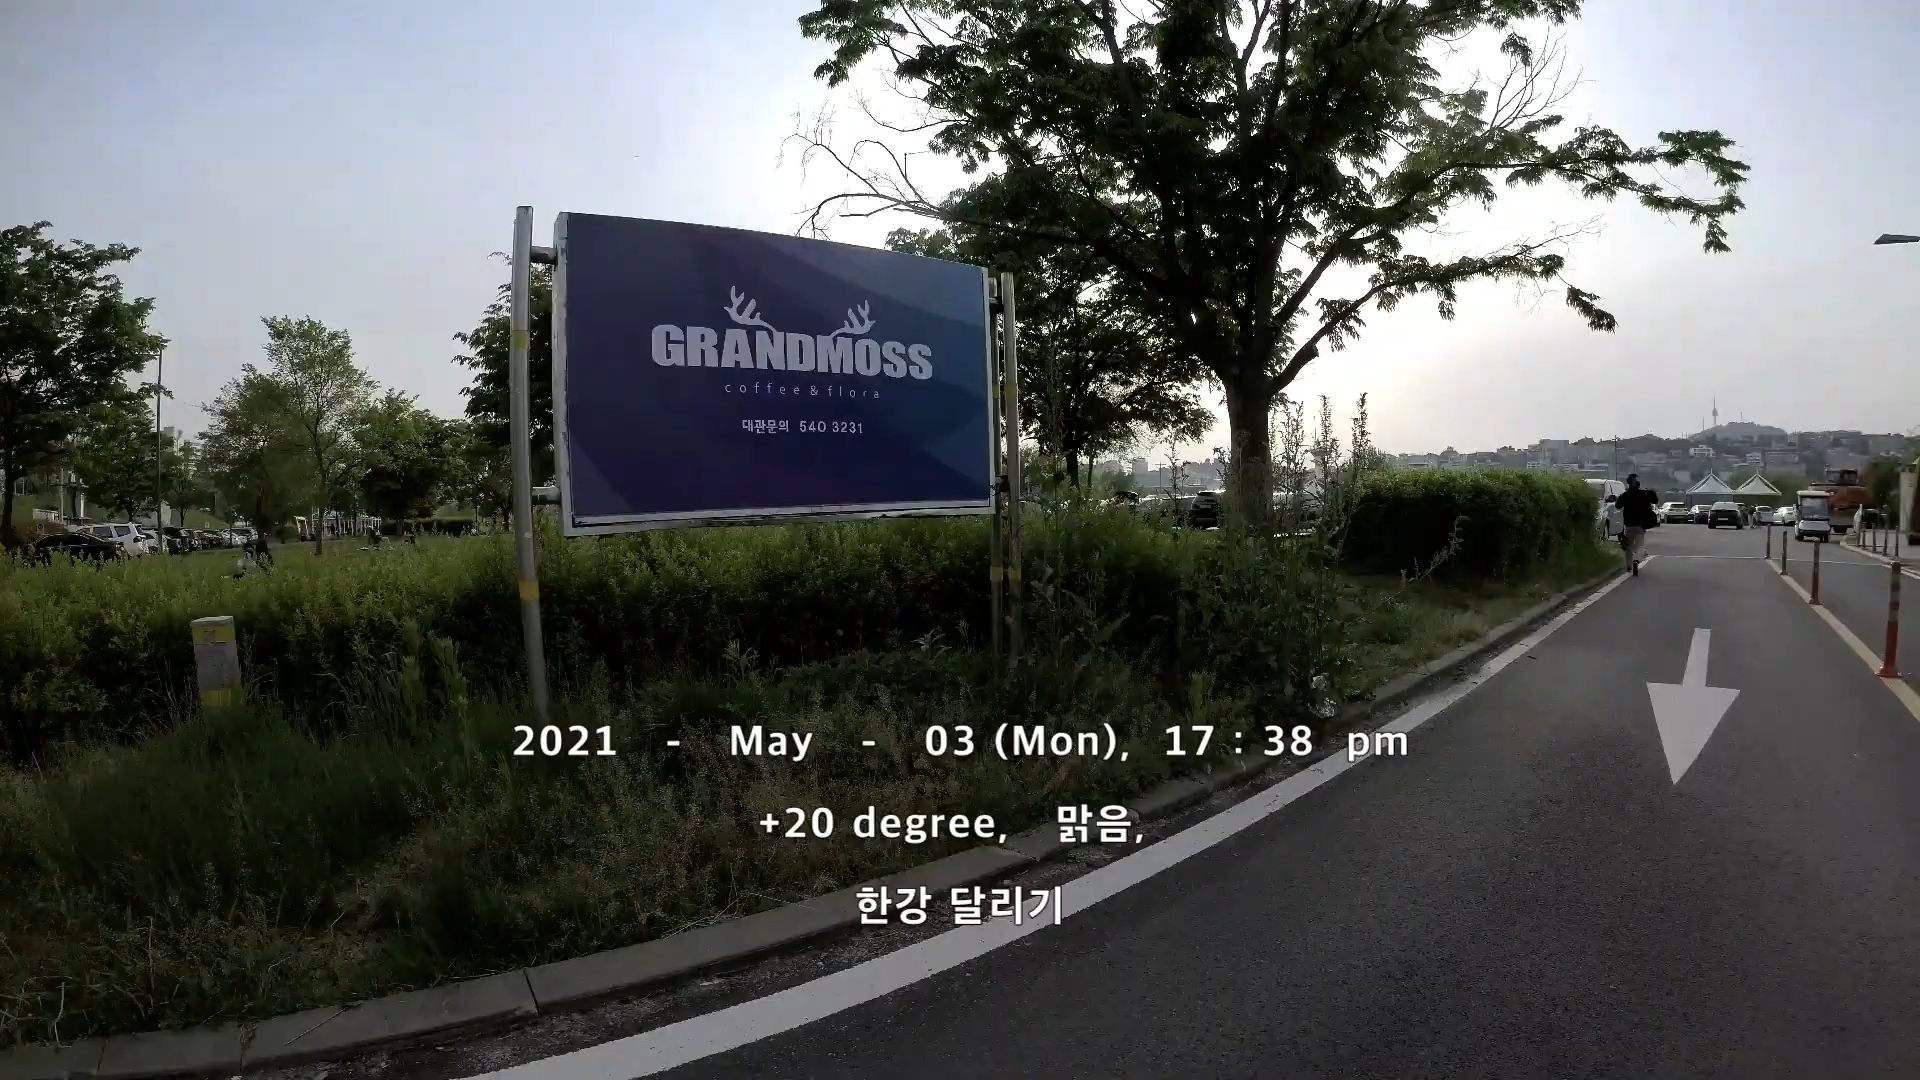 GRANDMOSS
coffee & flora
대관문의 540 3231
2021 - May - 03 (Mon), 17 : 38 pm
+20 degree, 맑음,
한강 달리기